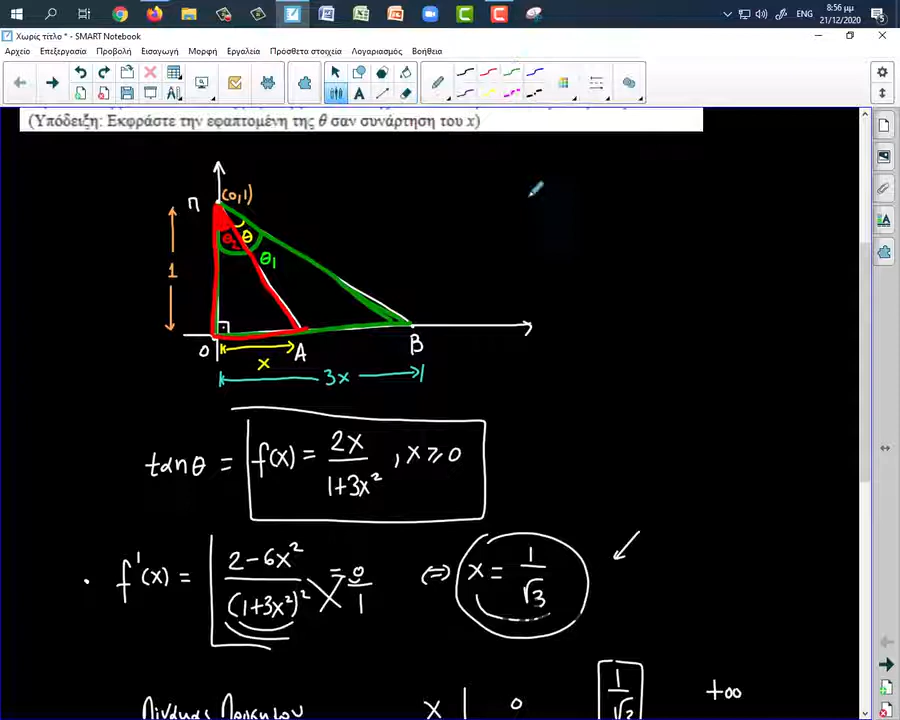 8:56 μμ
ENG
21/12/2020
5
Χωρίς τίτλο * - SMART Notebook
Αρχείο Επεξεργασία Προβολή Εισαγωγή Μορφή Εργαλεία Πρόσθετα στοιχεία Λογαριασμός Βοήθεια
(Υπόδειξη: Εκφράστε την εφαπτομένη της θ σαν συνάρτηση του x)
Π (0,1)
θ2 θ
θ1
1
O A B
x
3x
tanθ = f(x) = 2x / 1+3x² , x ≥ 0
• f'(x) = 2-6x² / (1+3x²)² = 0 / 1 ⇔ x = 1 / √3
x 0 1/√3 +∞